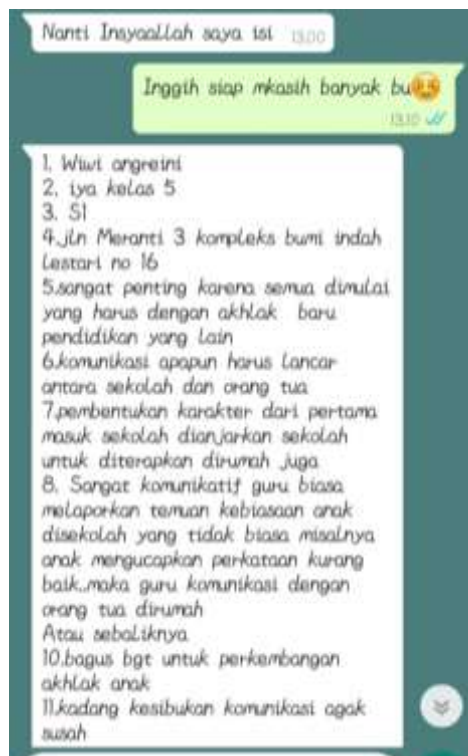 Nanti Insyaallah saya isi 13.00
Inggih siap mkasih banyak bu
13.10
1. Wiwi angreini
2. iya kelas 5
3. S1
4.jln Meranti 3 kompleks bumi indah
Lestari no 16
5.sangat penting karena semua dimulai
yang harus dengan akhlak baru
pendidikan yang lain
6.komunikasi apapun harus lancar
antara sekolah dan orang tua
7.pembentukan karakter dari pertama
masuk sekolah dianjarkan sekolah
untuk diterapkan dirumah juga
8. Sangat komunikatif guru biasa
melaporkan temuan kebiasaan anak
disekolah yang tidak biasa misalnya
anak mengucapkan perkataan kurang
baik..maka guru komunikasi dengan
orang tua dirumah
Atau sebaliknya
10.bagus bgt untuk perkembangan
akhlak anak
11.kadang kesibukan komunikasi agak
susah